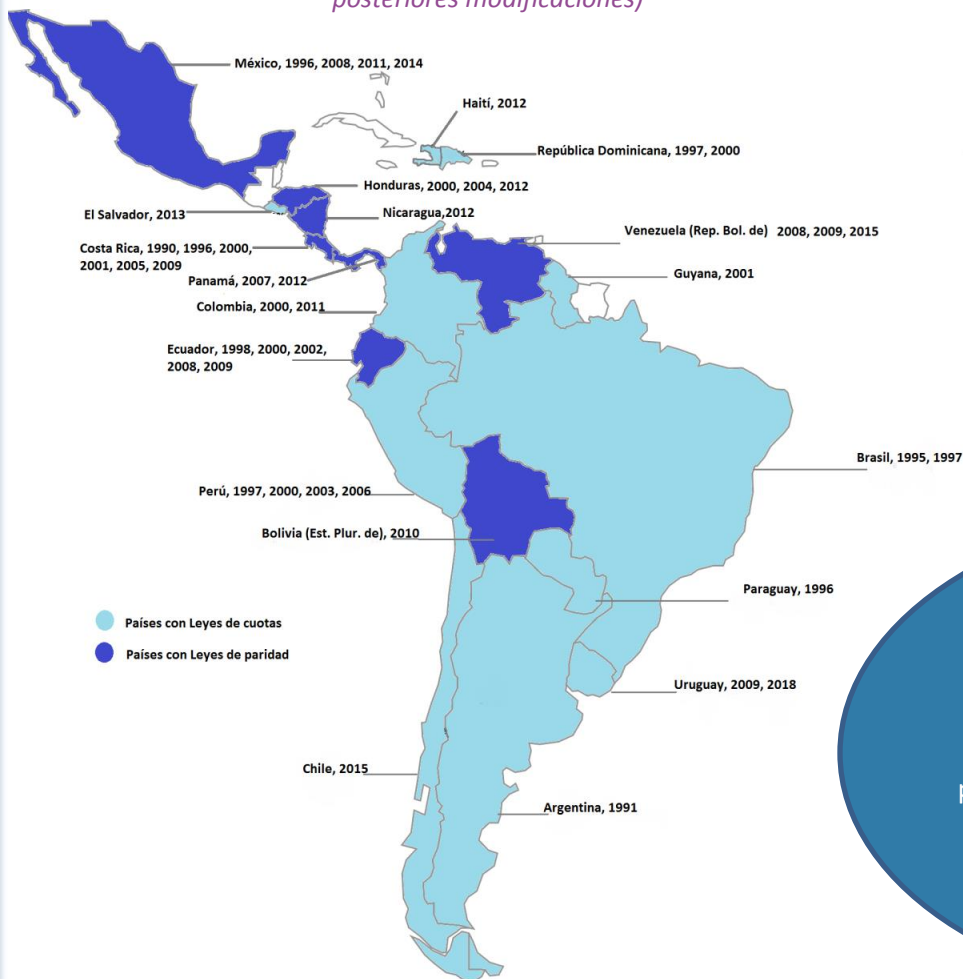 posteriores modificaciones)
México, 1996, 2008, 2011, 2014
Haití, 2012
República Dominicana, 1997, 2000
Honduras, 2000, 2004, 2012
El Salvador, 2013
Nicaragua,2012
Venezuela (Rep. Bol. de) 2008, 2009, 2015
Costa Rica, 1990, 1996, 2000,
2001, 2005, 2009
Guyana, 2001
Panamá, 2007, 2012
Colombia, 2000, 2011
Ecuador, 1998, 2000, 2002,
2008, 2009
Brasil, 1995, 1997
Perú, 1997, 2000, 2003, 2006
Bolivia (Est. Plur. de), 2010
Paraguay, 1996
Países con Leyes de cuotas
Países con Leyes de paridad
Uruguay, 2009, 2018
Chile, 2015
Argentina, 1991